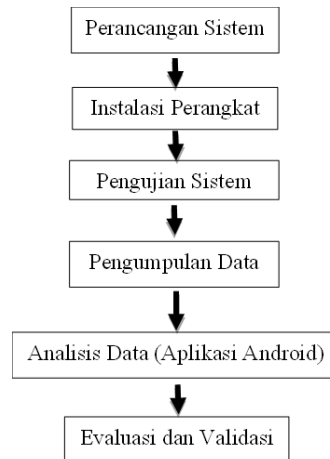 Perancangan Sistem
Instalasi Perangkat
Pengujian Sistem
Pengumpulan Data
Analisis Data (Aplikasi Android)
Evaluasi dan Validasi